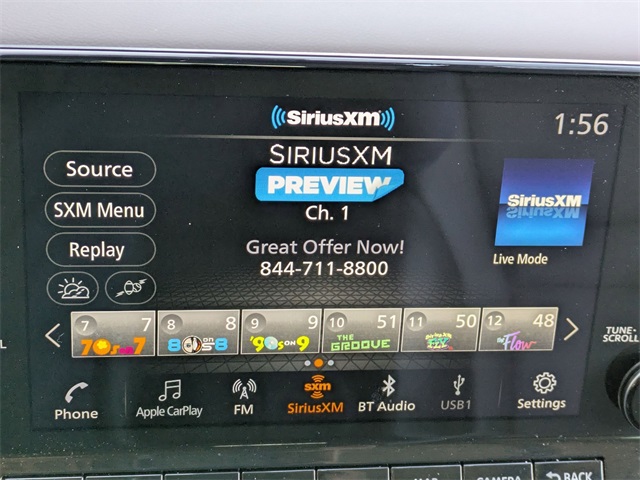 SiriusXM
1:56
SIRIUSXM
PREVIEW
Ch. 1
Great Offer Now!
844-711-8800
Source
SXM Menu
Replay
SiriusXM
Live Mode
7 7
70s on 7
8 8
80s on 8
9 9
'90s ON 9
10 51
THE GROOVE
11 50
12 48
The Flow
TUNE-
SCROLL
Phone
Apple CarPlay
FM
sxm
SiriusXM
BT Audio
USB1
Settings
MAP
CAMERA
BACK